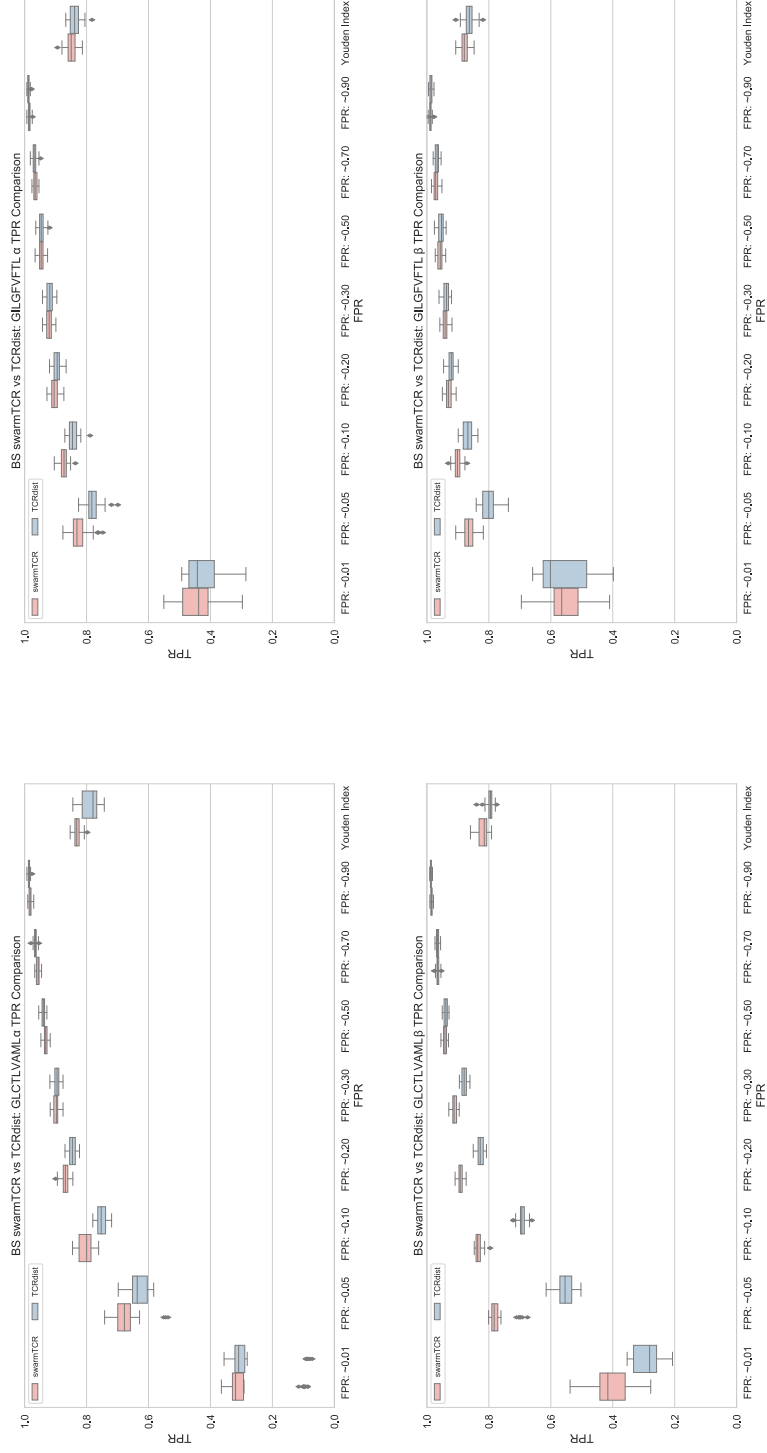 BS swarmTCR vs TCRdist: GLCTLVAML α TPR Comparison
swarmTCR
TCRdist
TPR
1.0
0.8
0.6
0.4
0.2
0.0
FPR: ~0.01
FPR: ~0.05
FPR: ~0.10
FPR: ~0.20
FPR: ~0.30
FPR: ~0.50
FPR: ~0.70
FPR: ~0.90
Youden Index
FPR
BS swarmTCR vs TCRdist: GILGFVFTL α TPR Comparison
swarmTCR
TCRdist
TPR
1.0
0.8
0.6
0.4
0.2
0.0
FPR: ~0.01
FPR: ~0.05
FPR: ~0.10
FPR: ~0.20
FPR: ~0.30
FPR: ~0.50
FPR: ~0.70
FPR: ~0.90
Youden Index
FPR
BS swarmTCR vs TCRdist: GLCTLVAML β TPR Comparison
swarmTCR
TCRdist
TPR
1.0
0.8
0.6
0.4
0.2
0.0
FPR: ~0.01
FPR: ~0.05
FPR: ~0.10
FPR: ~0.20
FPR: ~0.30
FPR: ~0.50
FPR: ~0.70
FPR: ~0.90
Youden Index
FPR
BS swarmTCR vs TCRdist: GILGFVFTL β TPR Comparison
swarmTCR
TCRdist
TPR
1.0
0.8
0.6
0.4
0.2
0.0
FPR: ~0.01
FPR: ~0.05
FPR: ~0.10
FPR: ~0.20
FPR: ~0.30
FPR: ~0.50
FPR: ~0.70
FPR: ~0.90
Youden Index
FPR